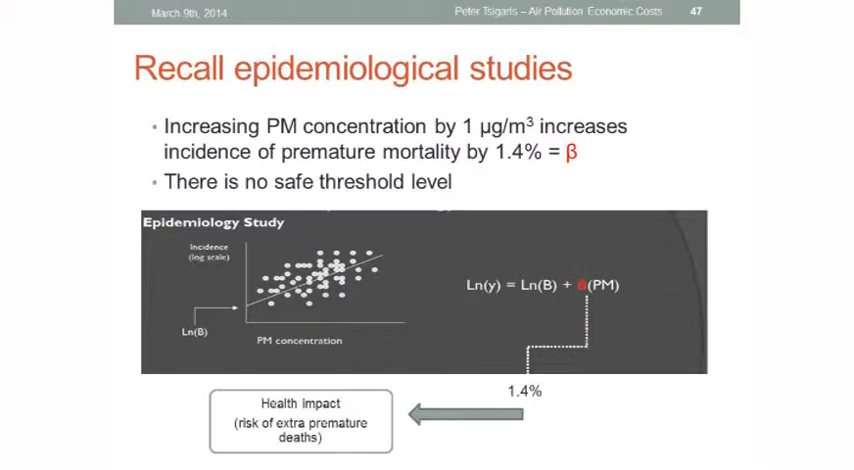 March 9th, 2014
Peter Tsigaris – Air Pollution Economic Costs 47
Recall epidemiological studies
• Increasing PM concentration by 1 µg/m³ increases
incidence of premature mortality by 1.4% = β
• There is no safe threshold level
Epidemiology Study
Incidence
(log scale)
Ln(y) = Ln(B) + β(PM)
Ln(B)
PM concentration
1.4%
Health impact
(risk of extra premature
deaths)